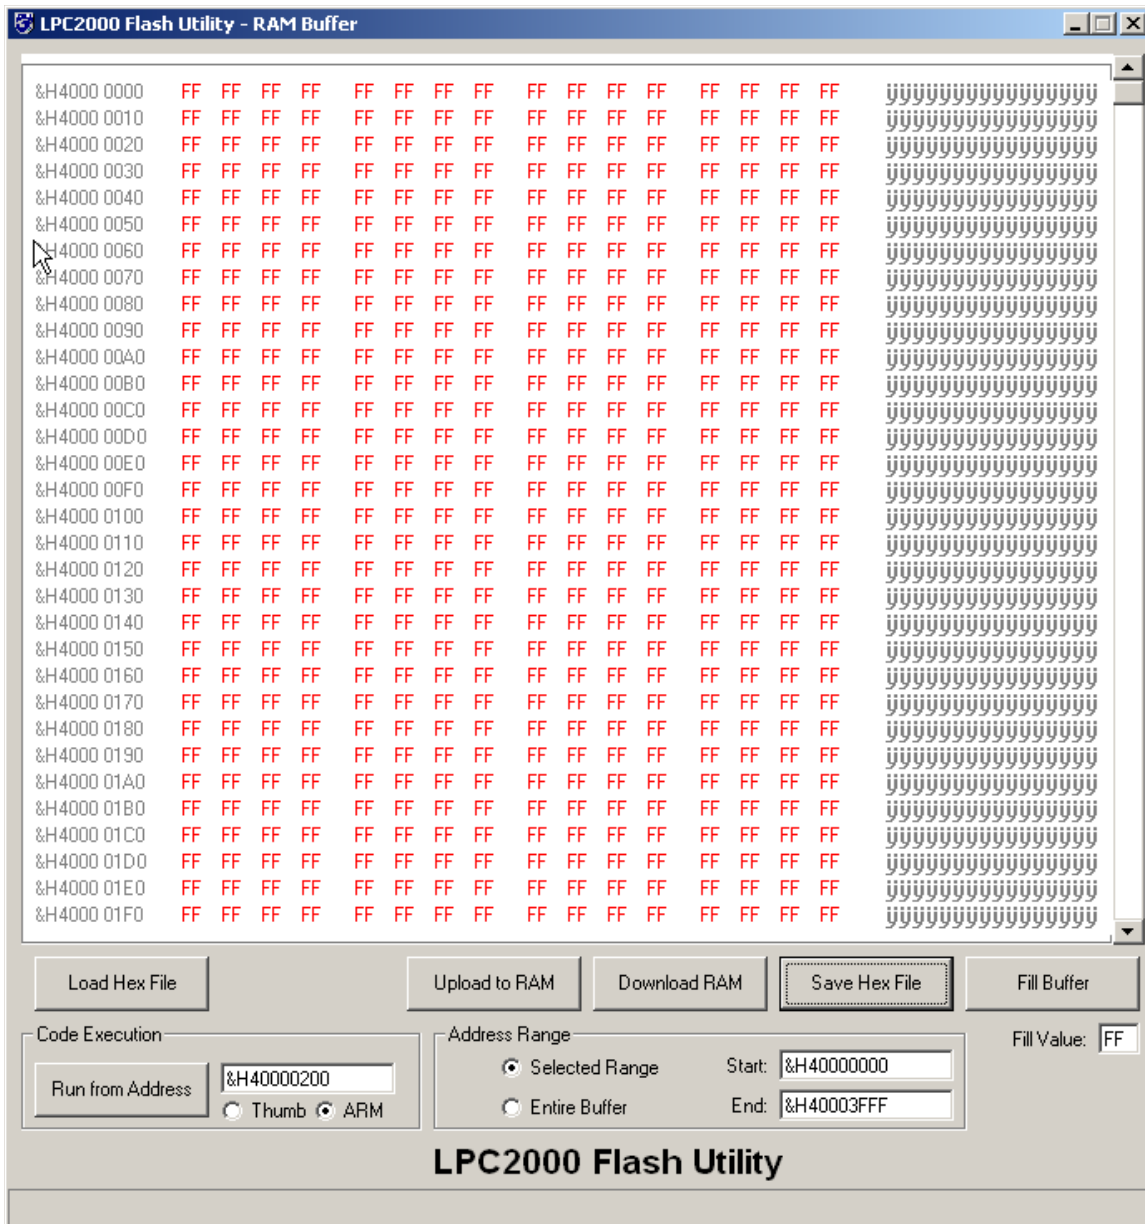 LPC2000 Flash Utility - RAM Buffer
&H4000 0000 FF FF FF FF FF FF FF FF FF FF FF FF FF FF FF FF ÿÿÿÿÿÿÿÿÿÿÿÿÿÿÿÿ
&H4000 0010 FF FF FF FF FF FF FF FF FF FF FF FF FF FF FF FF ÿÿÿÿÿÿÿÿÿÿÿÿÿÿÿÿ
&H4000 0020 FF FF FF FF FF FF FF FF FF FF FF FF FF FF FF FF ÿÿÿÿÿÿÿÿÿÿÿÿÿÿÿÿ
&H4000 0030 FF FF FF FF FF FF FF FF FF FF FF FF FF FF FF FF ÿÿÿÿÿÿÿÿÿÿÿÿÿÿÿÿ
&H4000 0040 FF FF FF FF FF FF FF FF FF FF FF FF FF FF FF FF ÿÿÿÿÿÿÿÿÿÿÿÿÿÿÿÿ
&H4000 0050 FF FF FF FF FF FF FF FF FF FF FF FF FF FF FF FF ÿÿÿÿÿÿÿÿÿÿÿÿÿÿÿÿ
&H4000 0060 FF FF FF FF FF FF FF FF FF FF FF FF FF FF FF FF ÿÿÿÿÿÿÿÿÿÿÿÿÿÿÿÿ
&H4000 0070 FF FF FF FF FF FF FF FF FF FF FF FF FF FF FF FF ÿÿÿÿÿÿÿÿÿÿÿÿÿÿÿÿ
&H4000 0080 FF FF FF FF FF FF FF FF FF FF FF FF FF FF FF FF ÿÿÿÿÿÿÿÿÿÿÿÿÿÿÿÿ
&H4000 0090 FF FF FF FF FF FF FF FF FF FF FF FF FF FF FF FF ÿÿÿÿÿÿÿÿÿÿÿÿÿÿÿÿ
&H4000 00A0 FF FF FF FF FF FF FF FF FF FF FF FF FF FF FF FF ÿÿÿÿÿÿÿÿÿÿÿÿÿÿÿÿ
&H4000 00B0 FF FF FF FF FF FF FF FF FF FF FF FF FF FF FF FF ÿÿÿÿÿÿÿÿÿÿÿÿÿÿÿÿ
&H4000 00C0 FF FF FF FF FF FF FF FF FF FF FF FF FF FF FF FF ÿÿÿÿÿÿÿÿÿÿÿÿÿÿÿÿ
&H4000 00D0 FF FF FF FF FF FF FF FF FF FF FF FF FF FF FF FF ÿÿÿÿÿÿÿÿÿÿÿÿÿÿÿÿ
&H4000 00E0 FF FF FF FF FF FF FF FF FF FF FF FF FF FF FF FF ÿÿÿÿÿÿÿÿÿÿÿÿÿÿÿÿ
&H4000 00F0 FF FF FF FF FF FF FF FF FF FF FF FF FF FF FF FF ÿÿÿÿÿÿÿÿÿÿÿÿÿÿÿÿ
&H4000 0100 FF FF FF FF FF FF FF FF FF FF FF FF FF FF FF FF ÿÿÿÿÿÿÿÿÿÿÿÿÿÿÿÿ
&H4000 0110 FF FF FF FF FF FF FF FF FF FF FF FF FF FF FF FF ÿÿÿÿÿÿÿÿÿÿÿÿÿÿÿÿ
&H4000 0120 FF FF FF FF FF FF FF FF FF FF FF FF FF FF FF FF ÿÿÿÿÿÿÿÿÿÿÿÿÿÿÿÿ
&H4000 0130 FF FF FF FF FF FF FF FF FF FF FF FF FF FF FF FF ÿÿÿÿÿÿÿÿÿÿÿÿÿÿÿÿ
&H4000 0140 FF FF FF FF FF FF FF FF FF FF FF FF FF FF FF FF ÿÿÿÿÿÿÿÿÿÿÿÿÿÿÿÿ
&H4000 0150 FF FF FF FF FF FF FF FF FF FF FF FF FF FF FF FF ÿÿÿÿÿÿÿÿÿÿÿÿÿÿÿÿ
&H4000 0160 FF FF FF FF FF FF FF FF FF FF FF FF FF FF FF FF ÿÿÿÿÿÿÿÿÿÿÿÿÿÿÿÿ
&H4000 0170 FF FF FF FF FF FF FF FF FF FF FF FF FF FF FF FF ÿÿÿÿÿÿÿÿÿÿÿÿÿÿÿÿ
&H4000 0180 FF FF FF FF FF FF FF FF FF FF FF FF FF FF FF FF ÿÿÿÿÿÿÿÿÿÿÿÿÿÿÿÿ
&H4000 0190 FF FF FF FF FF FF FF FF FF FF FF FF FF FF FF FF ÿÿÿÿÿÿÿÿÿÿÿÿÿÿÿÿ
&H4000 01A0 FF FF FF FF FF FF FF FF FF FF FF FF FF FF FF FF ÿÿÿÿÿÿÿÿÿÿÿÿÿÿÿÿ
&H4000 01B0 FF FF FF FF FF FF FF FF FF FF FF FF FF FF FF FF ÿÿÿÿÿÿÿÿÿÿÿÿÿÿÿÿ
&H4000 01C0 FF FF FF FF FF FF FF FF FF FF FF FF FF FF FF FF ÿÿÿÿÿÿÿÿÿÿÿÿÿÿÿÿ
&H4000 01D0 FF FF FF FF FF FF FF FF FF FF FF FF FF FF FF FF ÿÿÿÿÿÿÿÿÿÿÿÿÿÿÿÿ
&H4000 01E0 FF FF FF FF FF FF FF FF FF FF FF FF FF FF FF FF ÿÿÿÿÿÿÿÿÿÿÿÿÿÿÿÿ
&H4000 01F0 FF FF FF FF FF FF FF FF FF FF FF FF FF FF FF FF ÿÿÿÿÿÿÿÿÿÿÿÿÿÿÿÿ
Load Hex File Upload to RAM Download RAM Save Hex File Fill Buffer
Code Execution Address Range Fill Value: FF
Run from Address &H40000200 Selected Range Start: &H40000000
Thumb ARM Entire Buffer End: &H40003FFF
LPC2000 Flash Utility